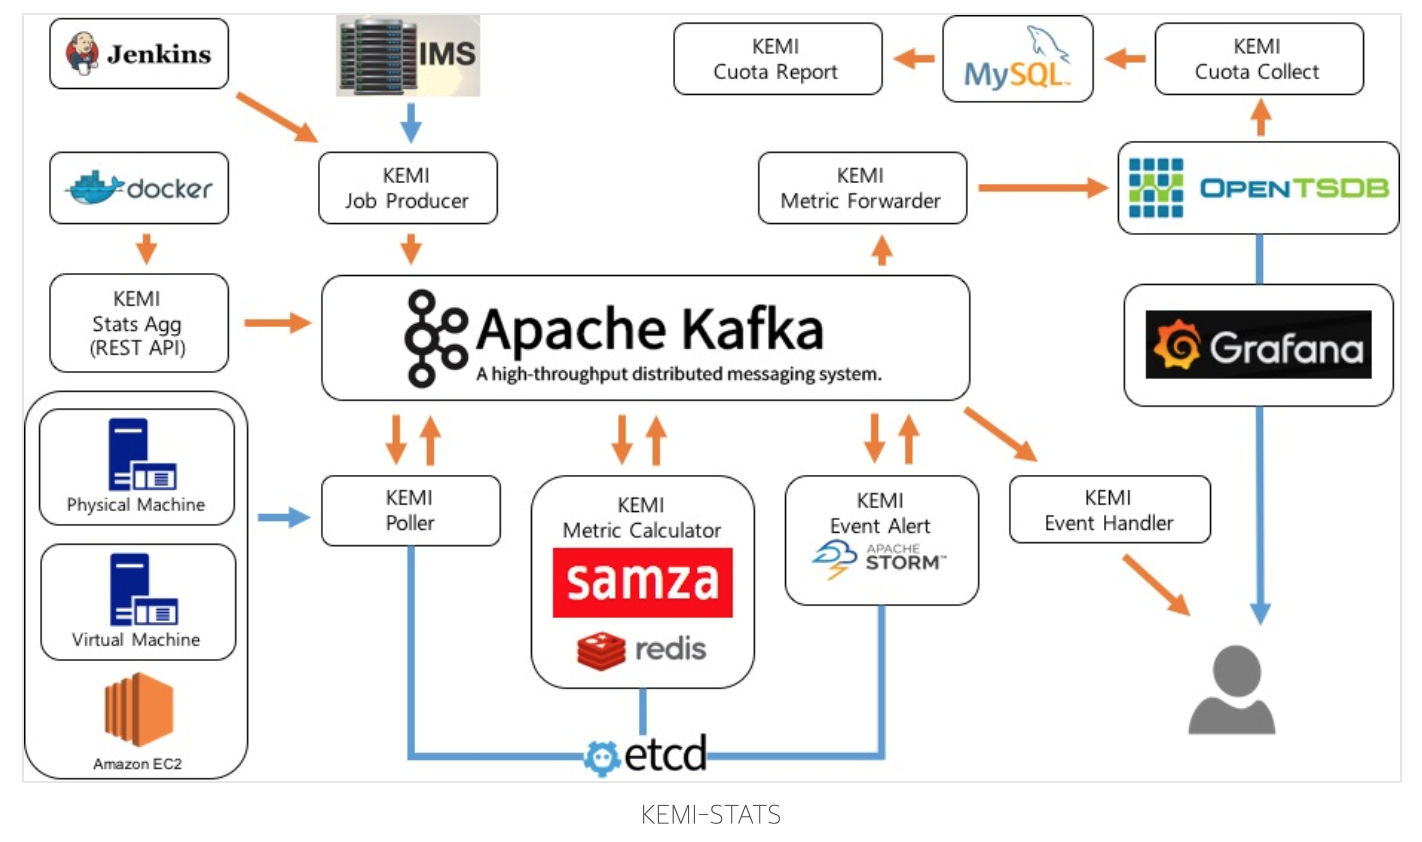 Jenkins
IMS
KEMI
Cuota Report
MySQL™
KEMI
Cuota Collect
docker
KEMI
Job Producer
KEMI
Metric Forwarder
OPENTSDB
KEMI
Stats Agg
(REST API)
Apache Kafka
A high-throughput distributed messaging system.
Grafana
Physical Machine
Virtual Machine
Amazon EC2
KEMI
Poller
KEMI
Metric Calculator
samza
redis
KEMI
Event Alert
APACHE
STORM™
KEMI
Event Handler
etcd
KEMI-STATS